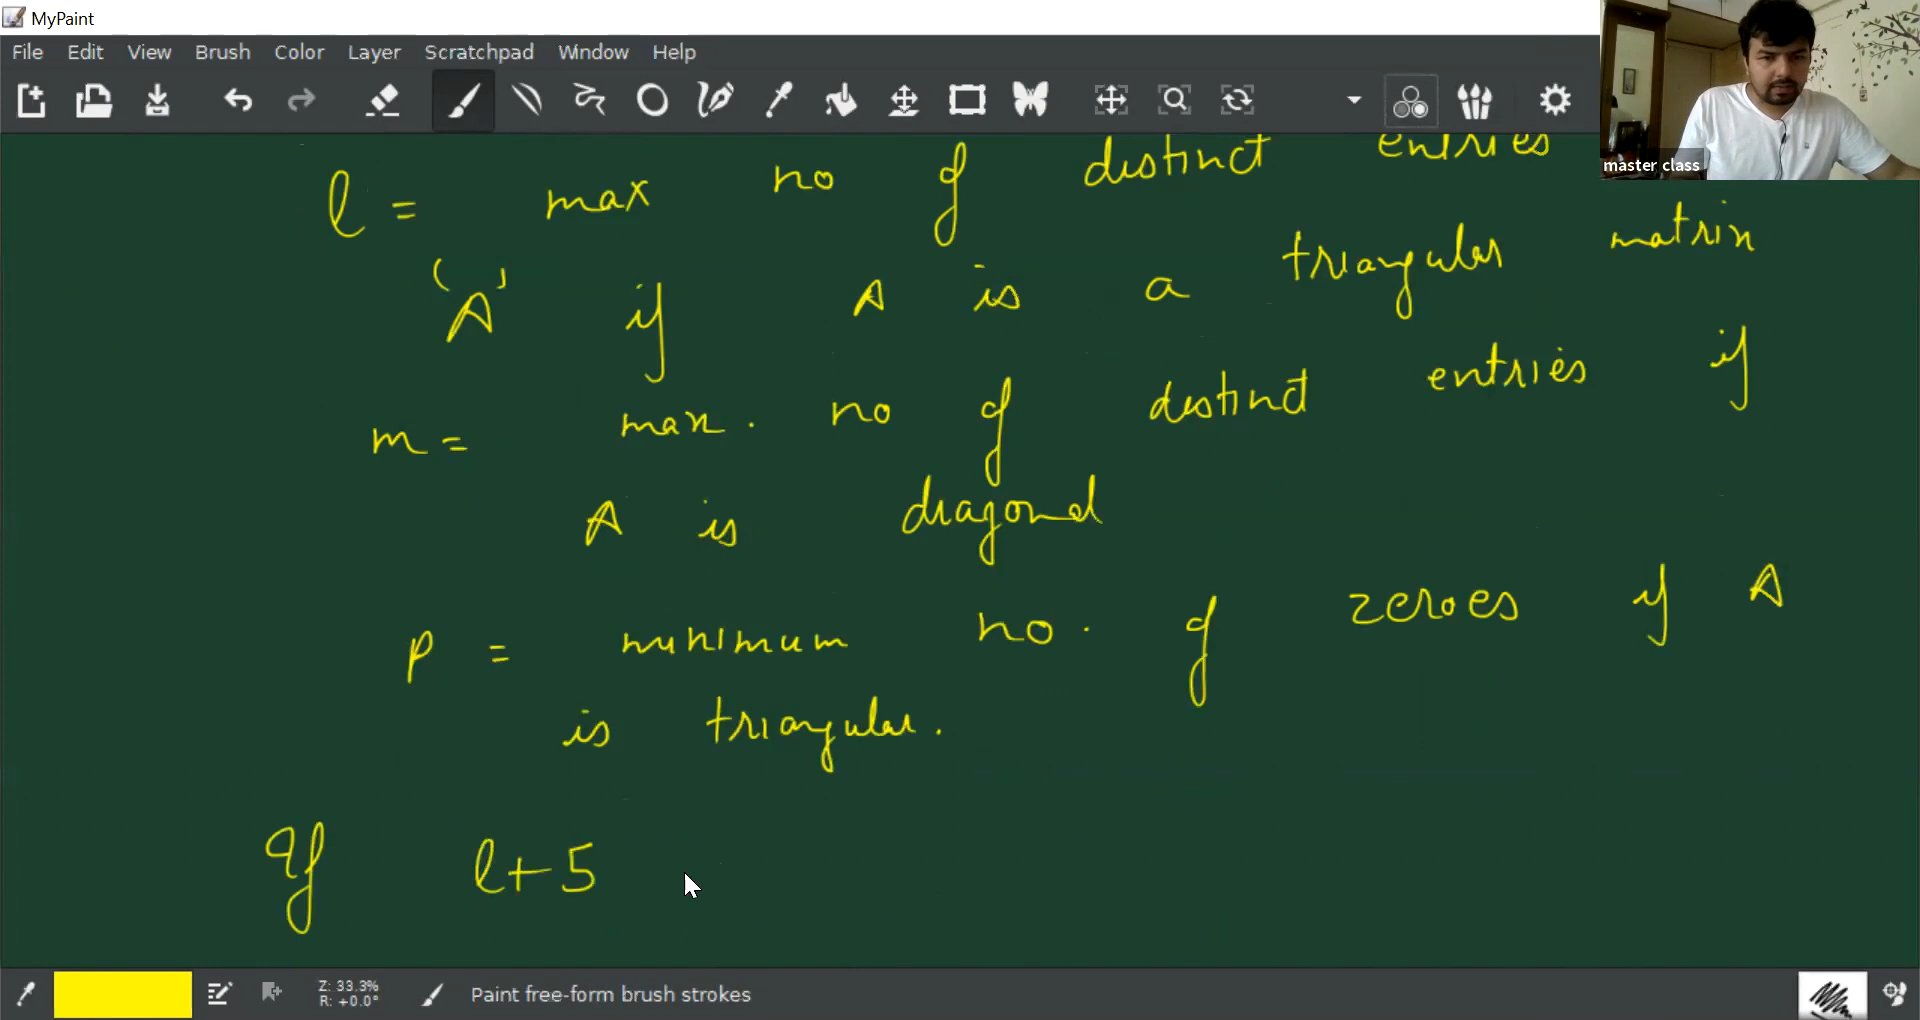 MyPaint
File Edit View Brush Color Layer Scratchpad Window Help
master class
l = max no of distinct entries
'A' if A is a triangular matrix
m = max. no of distinct entries if
A is diagonal
p = minimum no. of zeroes if A
is triangular.
If l+5
Z: 33.3%
R: +0.0°
Paint free-form brush strokes